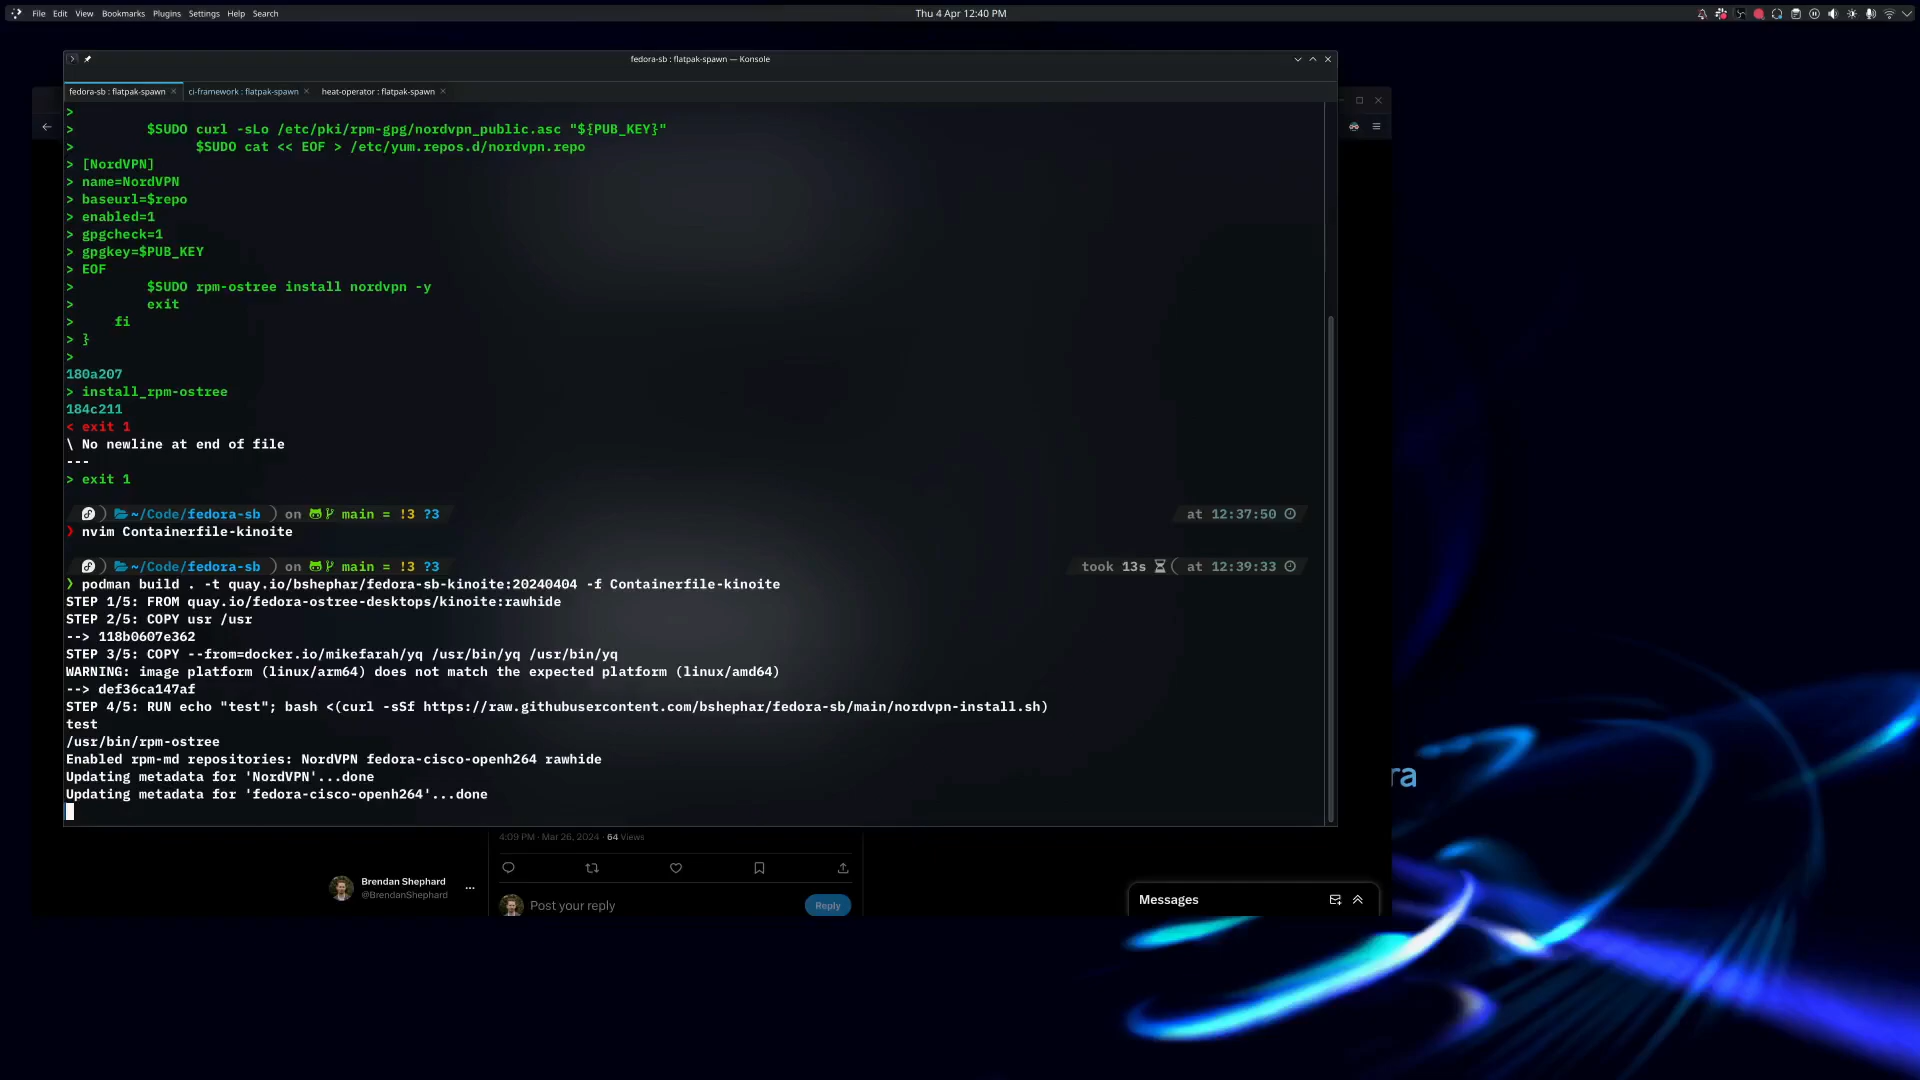 File Edit View Bookmarks Plugins Settings Help Search
Thu 4 Apr 12:40 PM
fedora-sb : flatpak-spawn — Konsole
fedora-sb : flatpak-spawn ci-framework : flatpak-spawn heat-operator : flatpak-spawn
>
> $SUDO curl -sLo /etc/pki/rpm-gpg/nordvpn_public.asc "${PUB_KEY}"
> $SUDO cat << EOF > /etc/yum.repos.d/nordvpn.repo
> [NordVPN]
> name=NordVPN
> baseurl=$repo
> enabled=1
> gpgcheck=1
> gpgkey=$PUB_KEY
> EOF
> $SUDO rpm-ostree install nordvpn -y
> exit
> fi
> }
>
180a207
> install_rpm-ostree
184c211
< exit 1
\ No newline at end of file
---
> exit 1
~/Code/fedora-sb ) on main = !3 ?3 at 12:37:50
❯ nvim Containerfile-kinoite
~/Code/fedora-sb ) on main = !3 ?3 took 13s ( at 12:39:33
❯ podman build . -t quay.io/bshephar/fedora-sb-kinoite:20240404 -f Containerfile-kinoite
STEP 1/5: FROM quay.io/fedora-ostree-desktops/kinoite:rawhide
STEP 2/5: COPY usr /usr
--> 118b0607e362
STEP 3/5: COPY --from=docker.io/mikefarah/yq /usr/bin/yq /usr/bin/yq
WARNING: image platform (linux/arm64) does not match the expected platform (linux/amd64)
--> def36ca147af
STEP 4/5: RUN echo "test"; bash <(curl -sSf https://raw.githubusercontent.com/bshephar/fedora-sb/main/nordvpn-install.sh)
test
/usr/bin/rpm-ostree
Enabled rpm-md repositories: NordVPN fedora-cisco-openh264 rawhide
Updating metadata for 'NordVPN'...done
Updating metadata for 'fedora-cisco-openh264'...done
ra
4:09 PM · Mar 26, 2024 · 64 Views
Brendan Shephard
@BrendanShephard
Post your reply
Reply
Messages